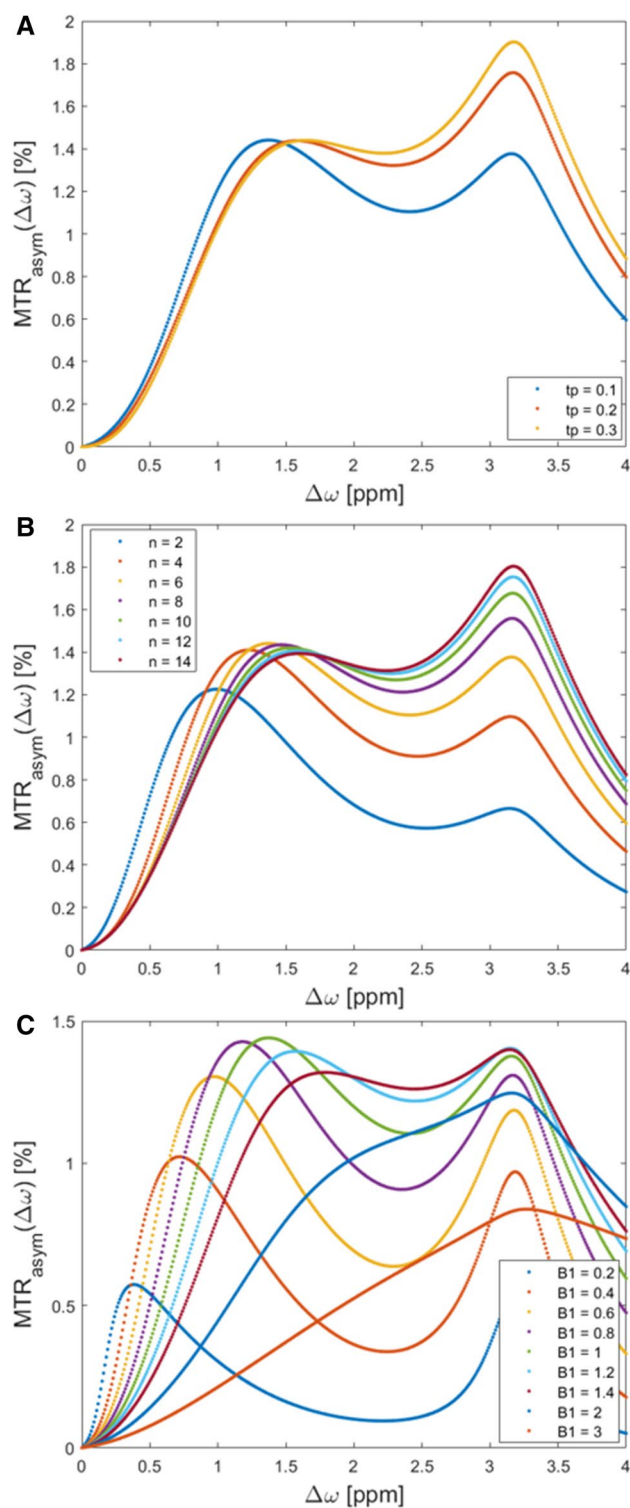 A
2
1.8
1.6
1.4
1.2
1
0.8
0.6
0.4
0.2
0
MTRasym(Δω) [%]
tp = 0.1
tp = 0.2
tp = 0.3
0 0.5 1 1.5 2 2.5 3 3.5 4
Δω [ppm]
B
2
1.8
1.6
1.4
1.2
1
0.8
0.6
0.4
0.2
0
MTRasym(Δω) [%]
n = 2
n = 4
n = 6
n = 8
n = 10
n = 12
n = 14
0 0.5 1 1.5 2 2.5 3 3.5 4
Δω [ppm]
C
1.5
1
0.5
0
MTRasym(Δω) [%]
B1 = 0.2
B1 = 0.4
B1 = 0.6
B1 = 0.8
B1 = 1
B1 = 1.2
B1 = 1.4
B1 = 2
B1 = 3
0 0.5 1 1.5 2 2.5 3 3.5 4
Δω [ppm]